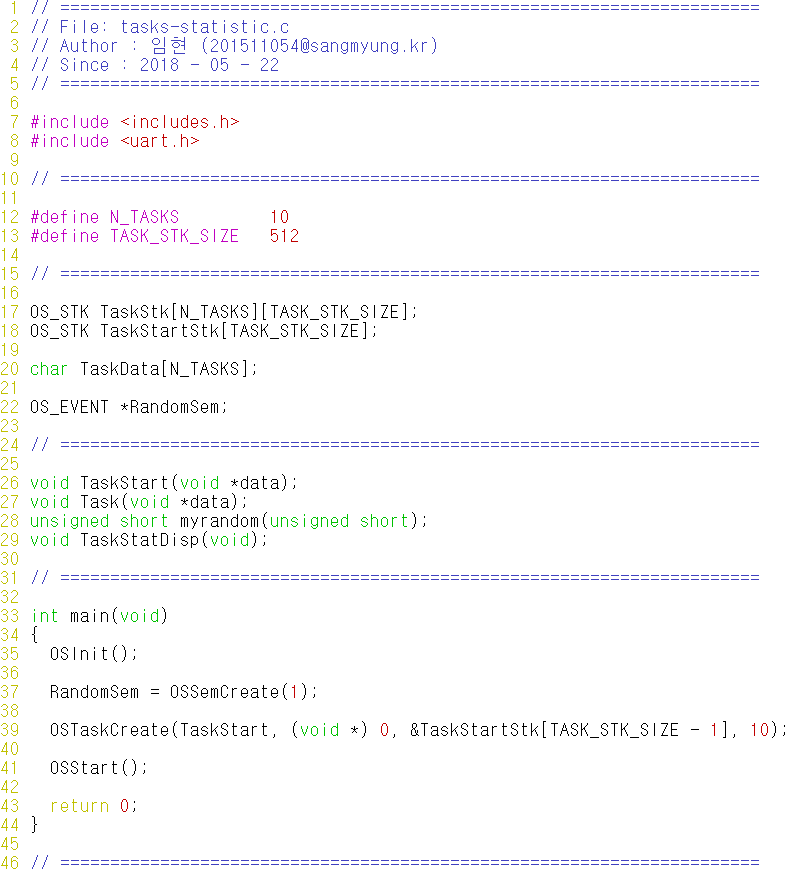 1 // ======================================================================
2 // File: tasks-statistic.c
3 // Author : 임현 (201511054@sangmyung.kr)
4 // Since : 2018 - 05 - 22
5 // ======================================================================
6
7 #include <includes.h>
8 #include <uart.h>
9
10 // ======================================================================
11
12 #define N_TASKS         10
13 #define TASK_STK_SIZE   512
14
15 // ======================================================================
16
17 OS_STK TaskStk[N_TASKS][TASK_STK_SIZE];
18 OS_STK TaskStartStk[TASK_STK_SIZE];
19
20 char TaskData[N_TASKS];
21
22 OS_EVENT *RandomSem;
23
24 // ======================================================================
25
26 void TaskStart(void *data);
27 void Task(void *data);
28 unsigned short myrandom(unsigned short);
29 void TaskStatDisp(void);
30
31 // ======================================================================
32
33 int main(void)
34 {
35   OSInit();
36
37   RandomSem = OSSemCreate(1);
38
39   OSTaskCreate(TaskStart, (void *) 0, &TaskStartStk[TASK_STK_SIZE - 1], 10);
40
41   OSStart();
42
43   return 0;
44 }
45
46 // ======================================================================